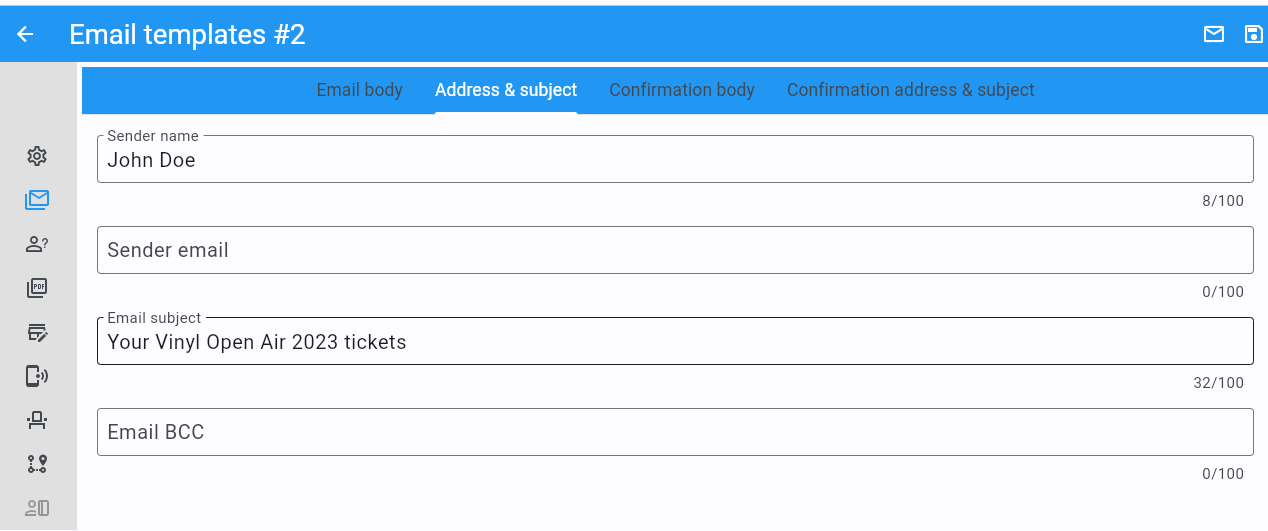 Email templates #2
Email body Address & subject Confirmation body Confirmation address & subject
Sender name
John Doe
8/100
Sender email
0/100
Email subject
Your Vinyl Open Air 2023 tickets
32/100
Email BCC
0/100
?
PDF